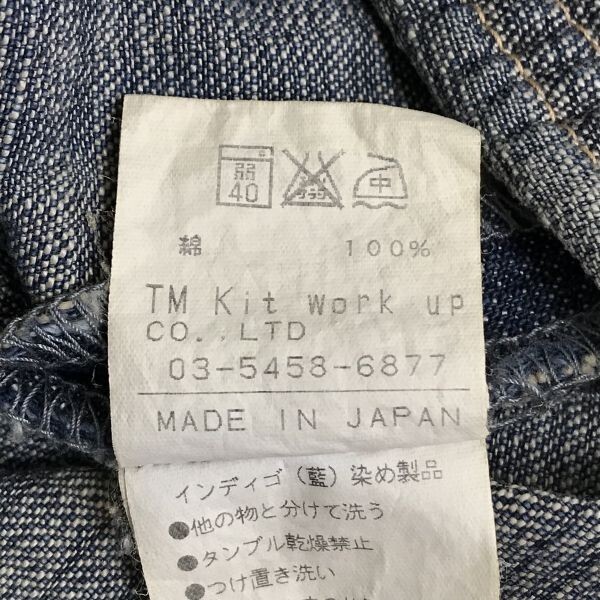 弱 中
40
綿 100%
TM Kit work up
CO.,LTD
03-5458-6877
MADE IN JAPAN
インディゴ(藍)染め製品
●他の物と分けて洗う
●タンブル乾燥禁止
●つけ置き洗い